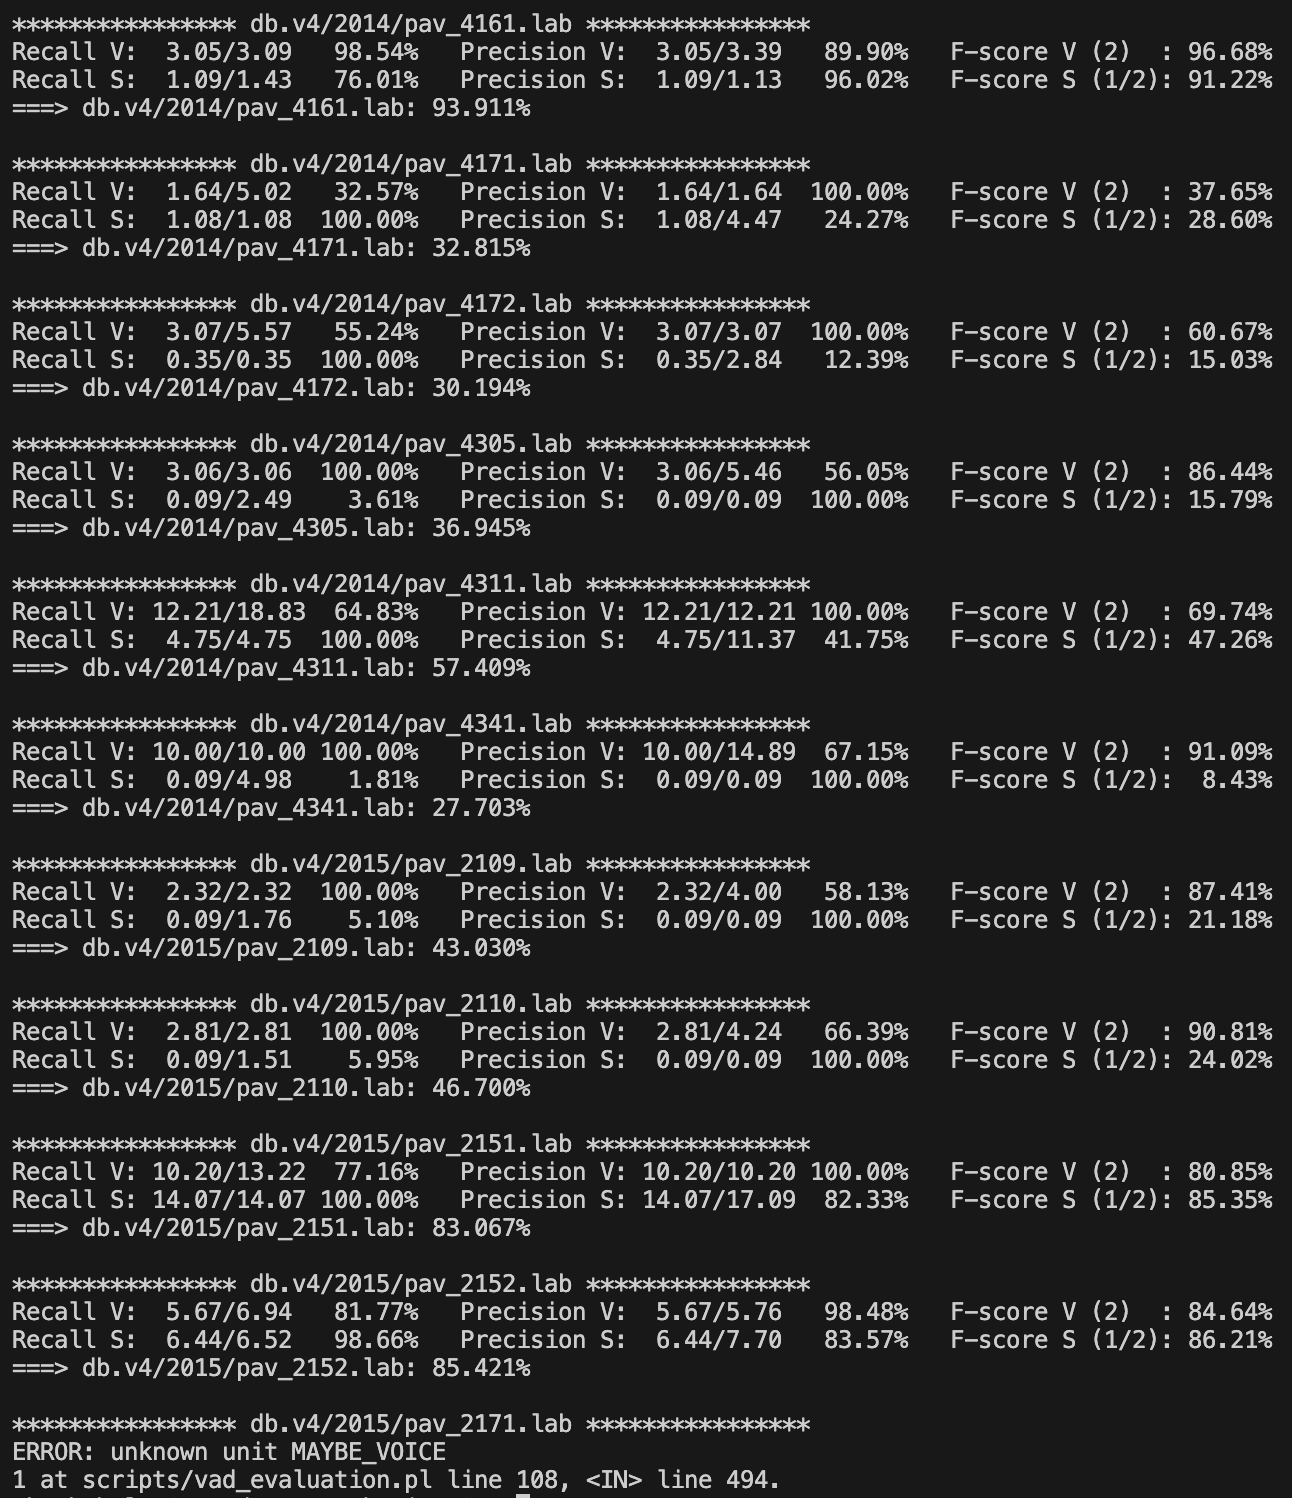 **************** db.v4/2014/pav_4161.lab ****************
Recall V:  3.05/3.09   98.54%   Precision V:  3.05/3.39   89.90%   F-score V (2)  : 96.68%
Recall S:  1.09/1.43   76.01%   Precision S:  1.09/1.13   96.02%   F-score S (1/2): 91.22%
===> db.v4/2014/pav_4161.lab: 93.911%

**************** db.v4/2014/pav_4171.lab ****************
Recall V:  1.64/5.02   32.57%   Precision V:  1.64/1.64  100.00%   F-score V (2)  : 37.65%
Recall S:  1.08/1.08  100.00%   Precision S:  1.08/4.47   24.27%   F-score S (1/2): 28.60%
===> db.v4/2014/pav_4171.lab: 32.815%

**************** db.v4/2014/pav_4172.lab ****************
Recall V:  3.07/5.57   55.24%   Precision V:  3.07/3.07  100.00%   F-score V (2)  : 60.67%
Recall S:  0.35/0.35  100.00%   Precision S:  0.35/2.84   12.39%   F-score S (1/2): 15.03%
===> db.v4/2014/pav_4172.lab: 30.194%

**************** db.v4/2014/pav_4305.lab ****************
Recall V:  3.06/3.06  100.00%   Precision V:  3.06/5.46   56.05%   F-score V (2)  : 86.44%
Recall S:  0.09/2.49    3.61%   Precision S:  0.09/0.09  100.00%   F-score S (1/2): 15.79%
===> db.v4/2014/pav_4305.lab: 36.945%

**************** db.v4/2014/pav_4311.lab ****************
Recall V: 12.21/18.83  64.83%   Precision V: 12.21/12.21 100.00%   F-score V (2)  : 69.74%
Recall S:  4.75/4.75  100.00%   Precision S:  4.75/11.37  41.75%   F-score S (1/2): 47.26%
===> db.v4/2014/pav_4311.lab: 57.409%

**************** db.v4/2014/pav_4341.lab ****************
Recall V: 10.00/10.00 100.00%   Precision V: 10.00/14.89  67.15%   F-score V (2)  : 91.09%
Recall S:  0.09/4.98    1.81%   Precision S:  0.09/0.09  100.00%   F-score S (1/2):  8.43%
===> db.v4/2014/pav_4341.lab: 27.703%

**************** db.v4/2015/pav_2109.lab ****************
Recall V:  2.32/2.32  100.00%   Precision V:  2.32/4.00   58.13%   F-score V (2)  : 87.41%
Recall S:  0.09/1.76    5.10%   Precision S:  0.09/0.09  100.00%   F-score S (1/2): 21.18%
===> db.v4/2015/pav_2109.lab: 43.030%

**************** db.v4/2015/pav_2110.lab ****************
Recall V:  2.81/2.81  100.00%   Precision V:  2.81/4.24   66.39%   F-score V (2)  : 90.81%
Recall S:  0.09/1.51    5.95%   Precision S:  0.09/0.09  100.00%   F-score S (1/2): 24.02%
===> db.v4/2015/pav_2110.lab: 46.700%

**************** db.v4/2015/pav_2151.lab ****************
Recall V: 10.20/13.22  77.16%   Precision V: 10.20/10.20 100.00%   F-score V (2)  : 80.85%
Recall S: 14.07/14.07 100.00%   Precision S: 14.07/17.09  82.33%   F-score S (1/2): 85.35%
===> db.v4/2015/pav_2151.lab: 83.067%

**************** db.v4/2015/pav_2152.lab ****************
Recall V:  5.67/6.94   81.77%   Precision V:  5.67/5.76   98.48%   F-score V (2)  : 84.64%
Recall S:  6.44/6.52   98.66%   Precision S:  6.44/7.70   83.57%   F-score S (1/2): 86.21%
===> db.v4/2015/pav_2152.lab: 85.421%

**************** db.v4/2015/pav_2171.lab ****************
ERROR: unknown unit MAYBE_VOICE
1 at scripts/vad_evaluation.pl line 108, <IN> line 494.